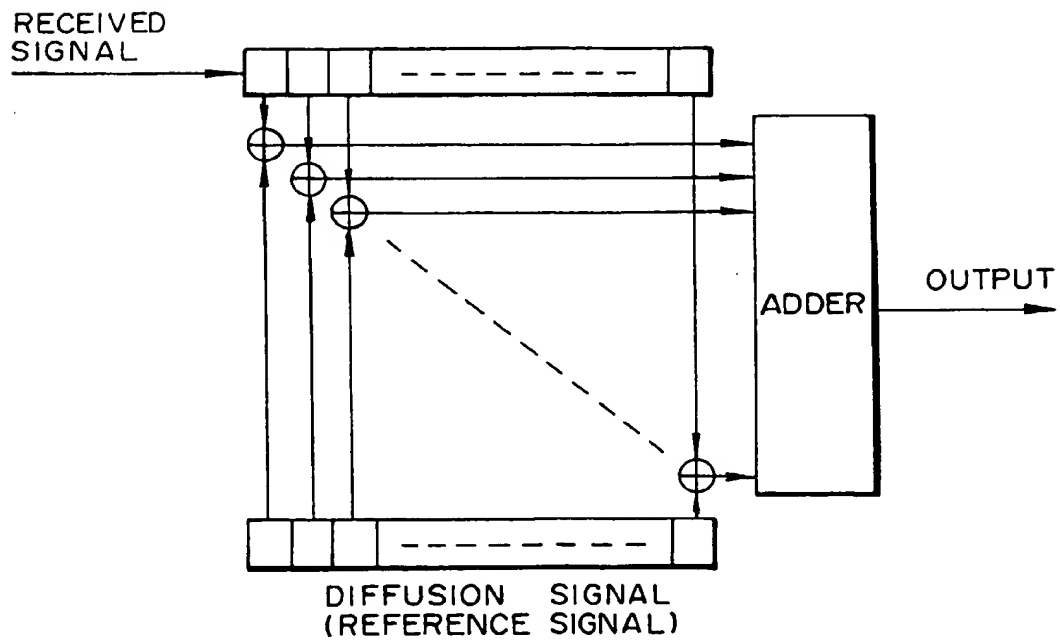 RECEIVED
SIGNAL
ADDER
OUTPUT
DIFFUSION SIGNAL
(REFERENCE SIGNAL)